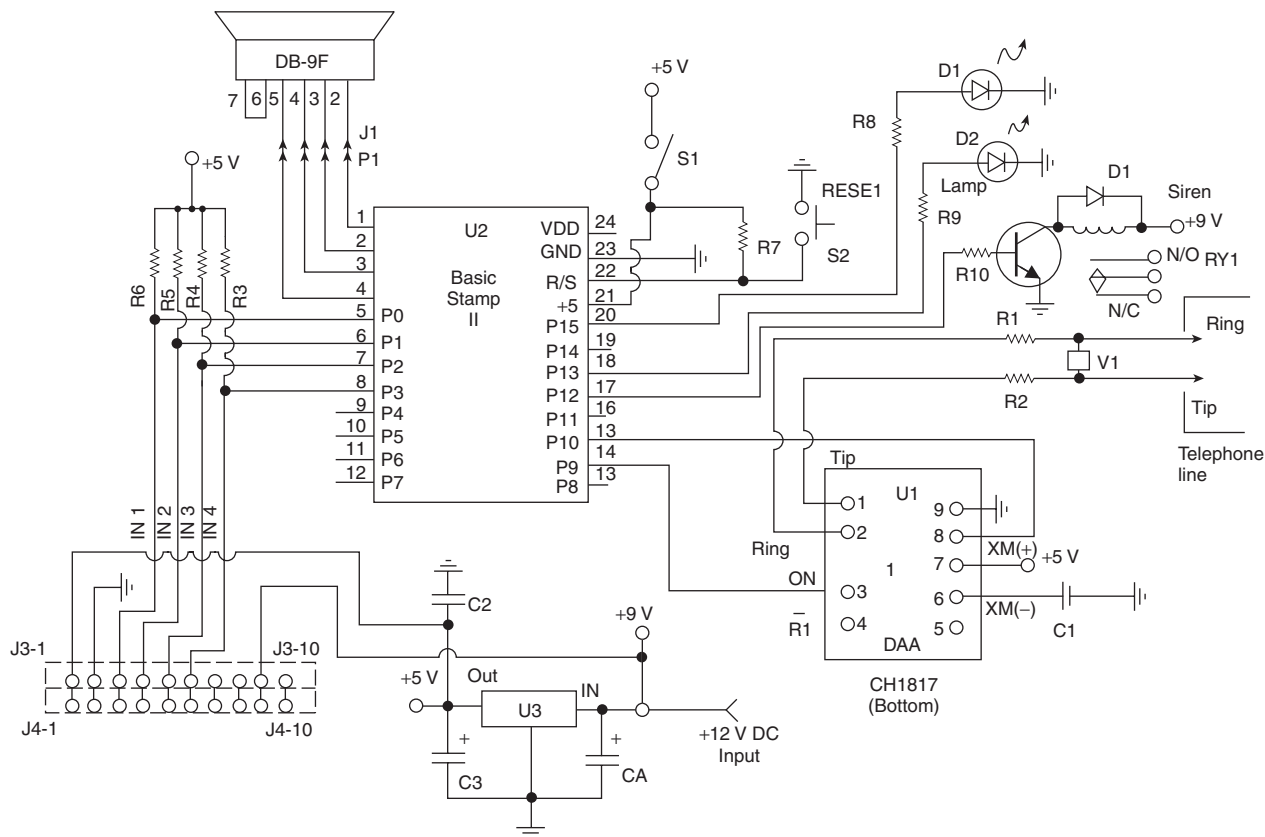 DB-9F
7 6 5 4 3 2
J1
P1
+5 V
R6
R5
R4
R3
U2
Basic
Stamp
II
1
2
3
4
5 P0
6 P1
7 P2
8 P3
9 P4
10 P5
11 P6
12 P7
VDD 24
GND 23
R/S 22
+5 21
P15 20
P14 19
P13 18
P12 17
P11 16
P10 13
P9 14
P8 13
+5 V
S1
R7
RESE1
S2
R8
D1
D2
Lamp
R9
D1
Siren
+9 V
R10
N/O RY1
N/C
R1
Ring
V1
R2
Tip
Telephone
line
Tip
U1
1
2
Ring
1
ON
3
R1
4
DAA
9
8
XM(+)
7 +5 V
6
XM(−)
5
C1
CH1817
(Bottom)
IN 1
IN 2
IN 3
IN 4
J3-1
J3-10
J4-1
J4-10
C2
+9 V
+5 V
Out
U3
IN
+12 V DC
Input
+
C3
+
CA